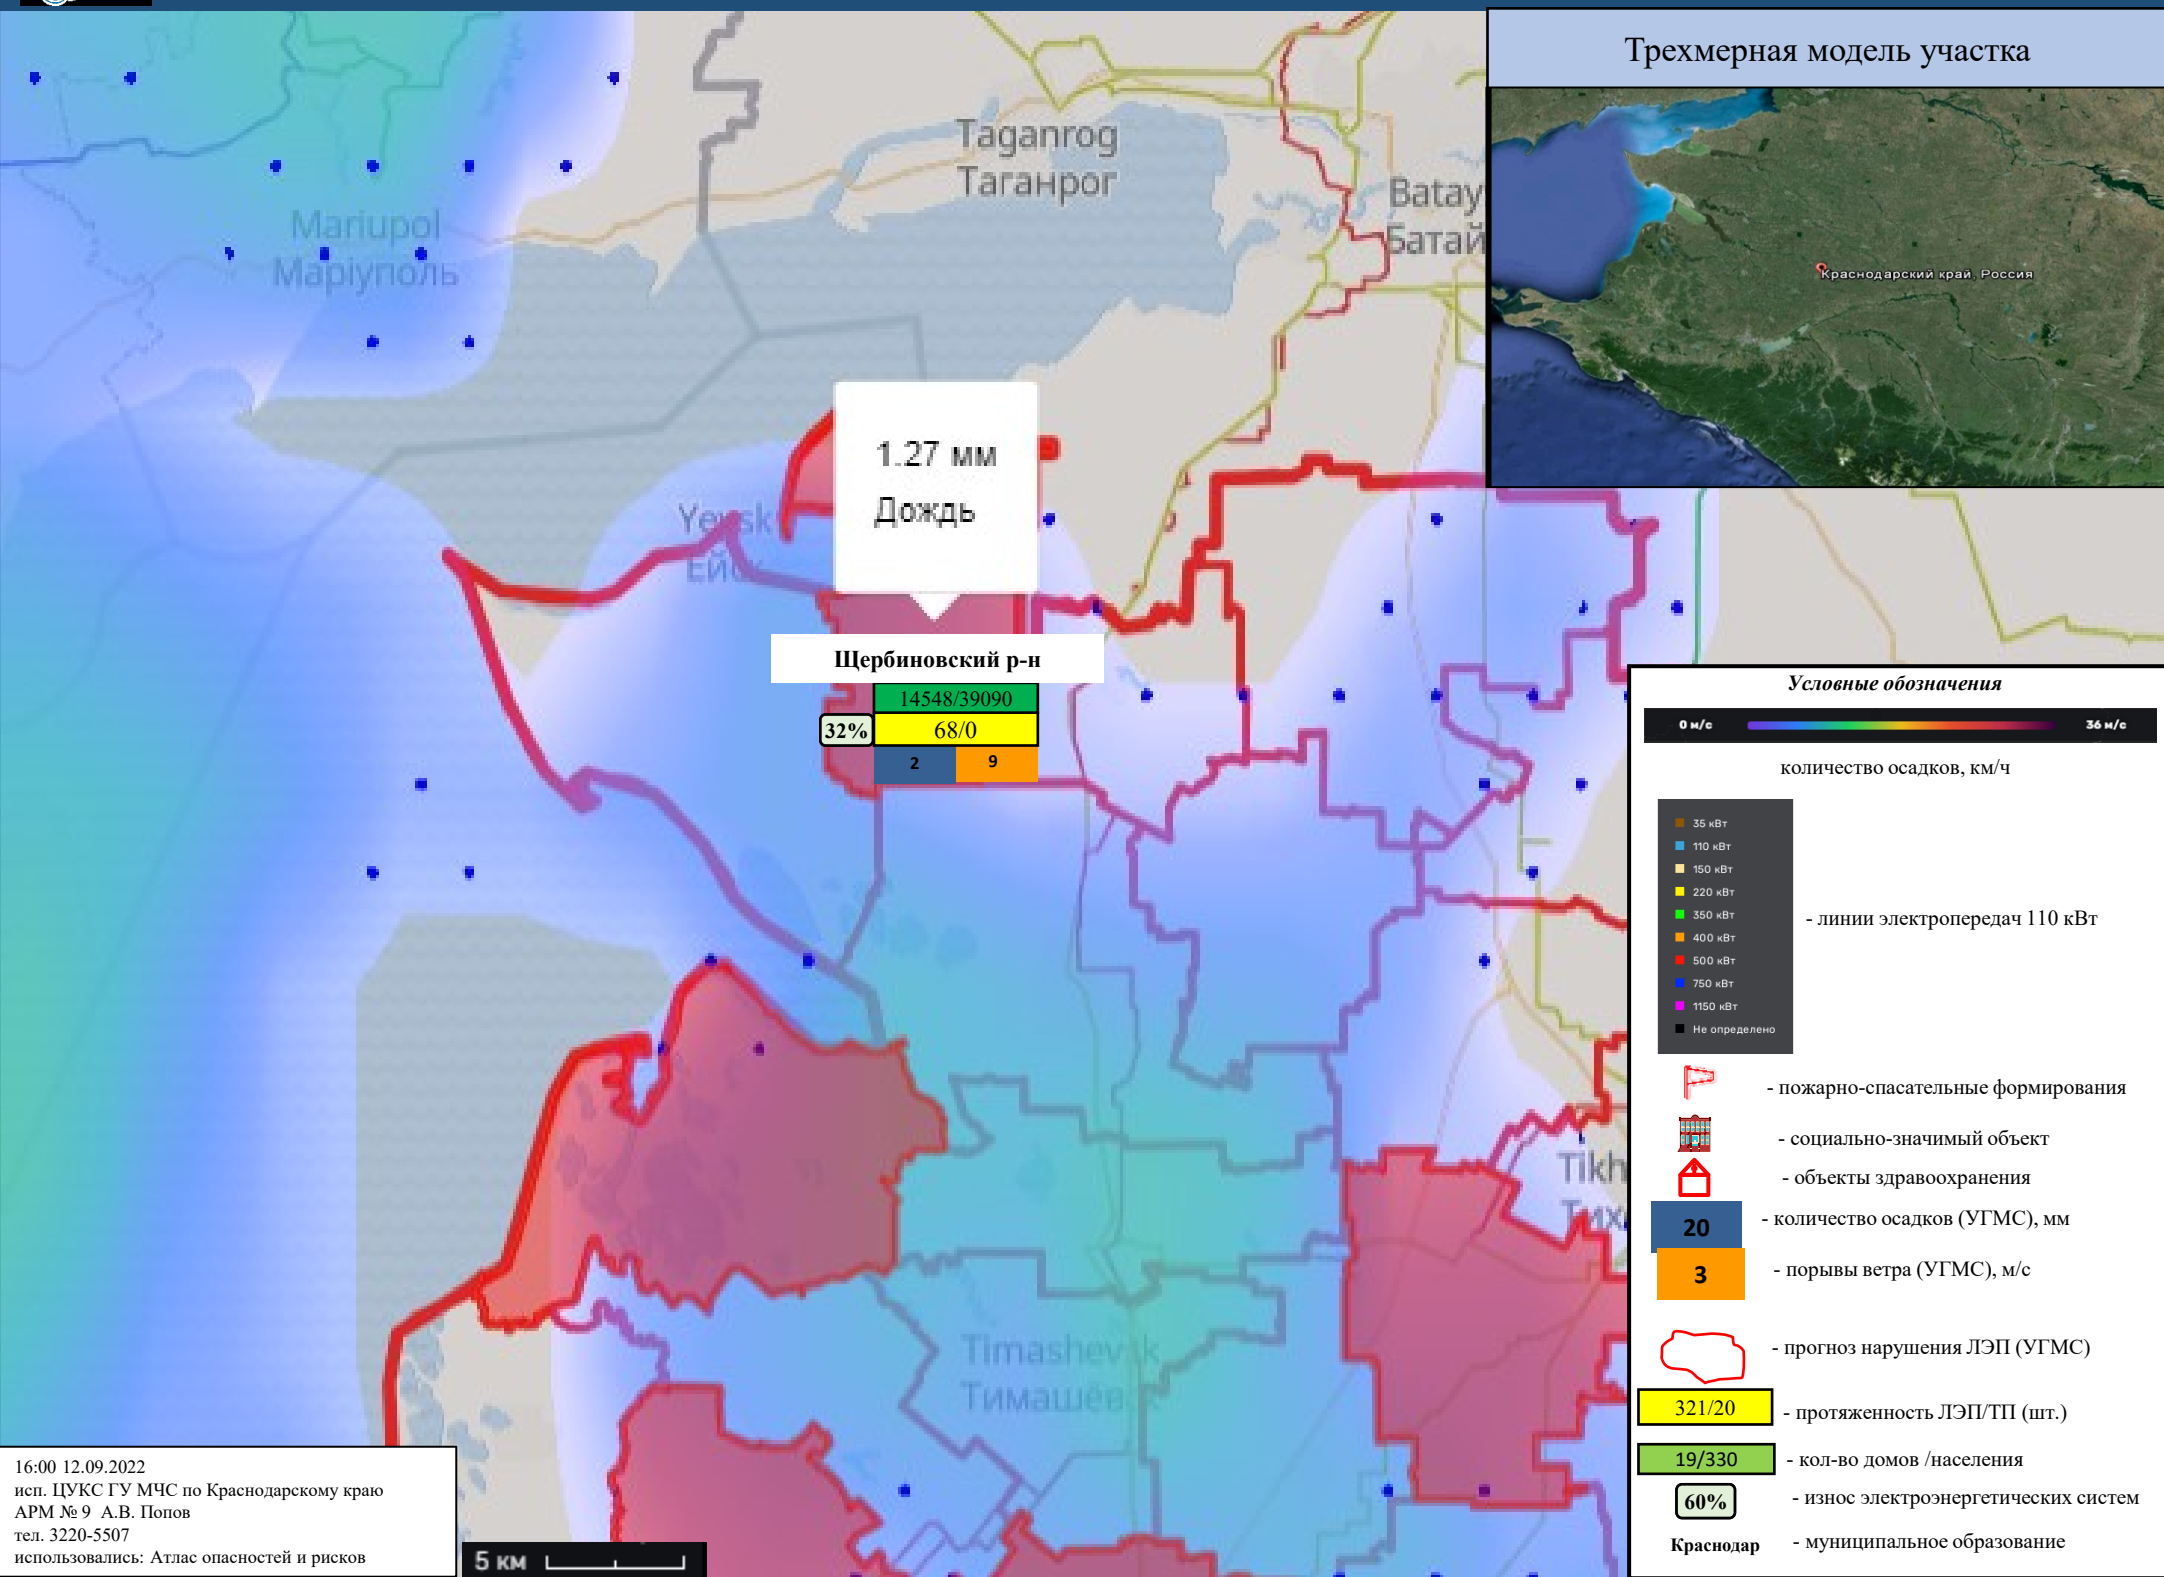 Трехмерная модель участка
Краснодарский край, Россия
Taganrog
Таганрог
Batay
Батай
Mariupol
Маріуполь
1.27 мм
Дождь
Щербиновский р-н
14548/39090
32%
68/0
2
9
Условные обозначения
0 м/с
36 м/с
количество осадков, км/ч
35 кВт
110 кВт
150 кВт
220 кВт
350 кВт
400 кВт
500 кВт
750 кВт
1150 кВт
Не определено
- линии электропередач 110 кВт
- пожарно-спасательные формирования
- социально-значимый объект
- объекты здравоохранения
20
- количество осадков (УГМС), мм
3
- порывы ветра (УГМС), м/с
- прогноз нарушения ЛЭП (УГМС)
321/20
- протяженность ЛЭП/ТП (шт.)
19/330
- кол-во домов /населения
60%
- износ электроэнергетических систем
Краснодар
- муниципальное образование
Tikh
Timashevsk
16:00 12.09.2022
исп. ЦУКС ГУ МЧС по Краснодарскому краю
АРМ № 9 А.В. Попов
тел. 3220-5507
использовались: Атлас опасностей и рисков
5 км